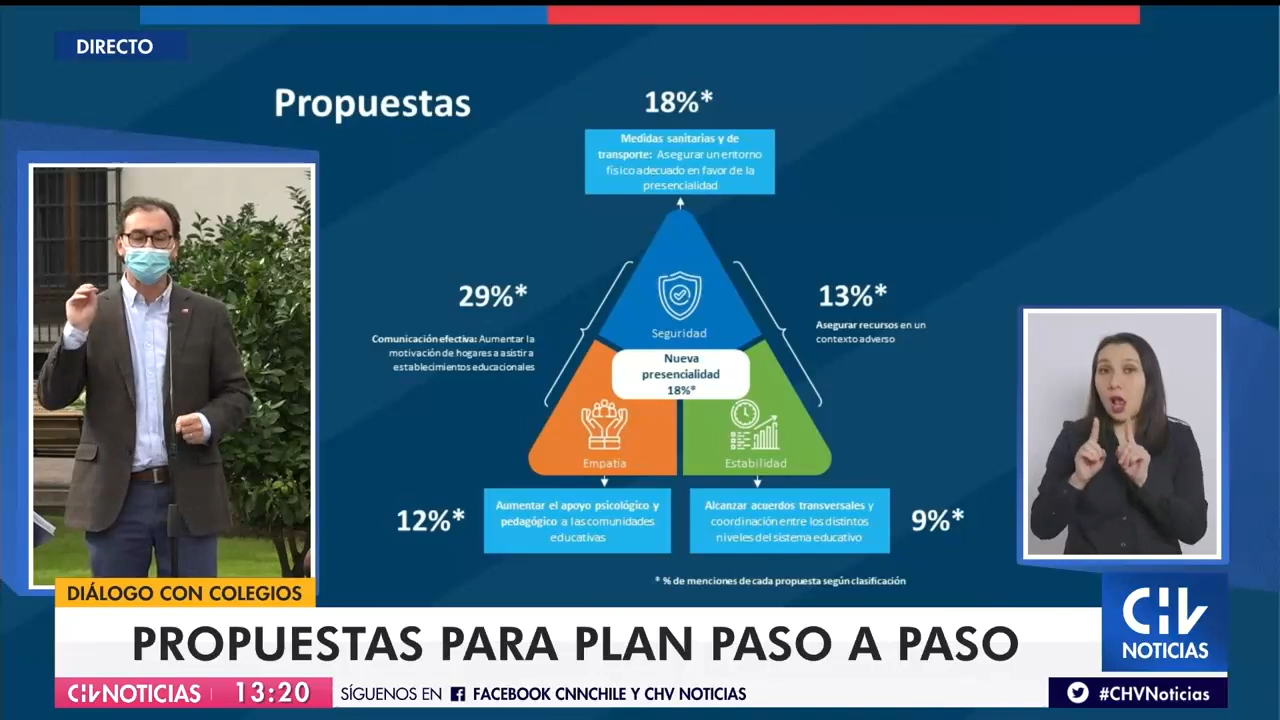 DIRECTO
Propuestas
18%*
Medidas sanitarias y de
transporte: Asegurar un entorno
físico adecuado en favor de la
presencialidad
29%*
Comunicación efectiva: Aumentar la
motivación de hogares a asistir a
establecimientos educacionales
13%*
Asegurar recursos en un
contexto adverso
Seguridad
Nueva
presencialidad
18%*
Empatía
Estabilidad
12%*
Aumentar el apoyo psicológico y
pedagógico a las comunidades
educativas
Alcanzar acuerdos transversales y
coordinación entre los distintos
niveles del sistema educativo
9%*
* % de menciones de cada propuesta según clasificación
DIÁLOGO CON COLEGIOS
PROPUESTAS PARA PLAN PASO A PASO
CHV
NOTICIAS
CHVNOTICIAS 13:20 SÍGUENOS EN FACEBOOK CNNCHILE Y CHV NOTICIAS #CHVNoticias